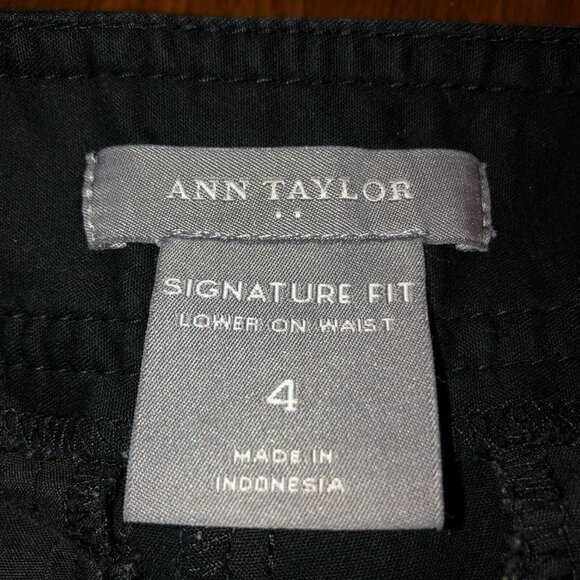 ANN TAYLOR
SIGNATURE FIT
LOWER ON WAIST
4
MADE IN
INDONESIA